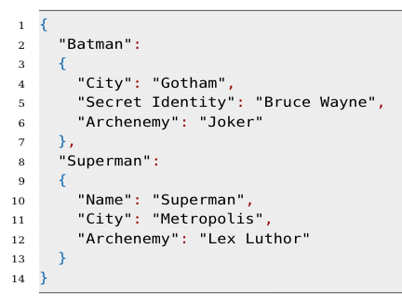 1 {
2 "Batman":
3 {
4 "City": "Gotham",
5 "Secret Identity": "Bruce Wayne",
6 "Archenemy": "Joker"
7 },
8 "Superman":
9 {
10 "Name": "Superman",
11 "City": "Metropolis",
12 "Archenemy": "Lex Luthor"
13 }
14 }